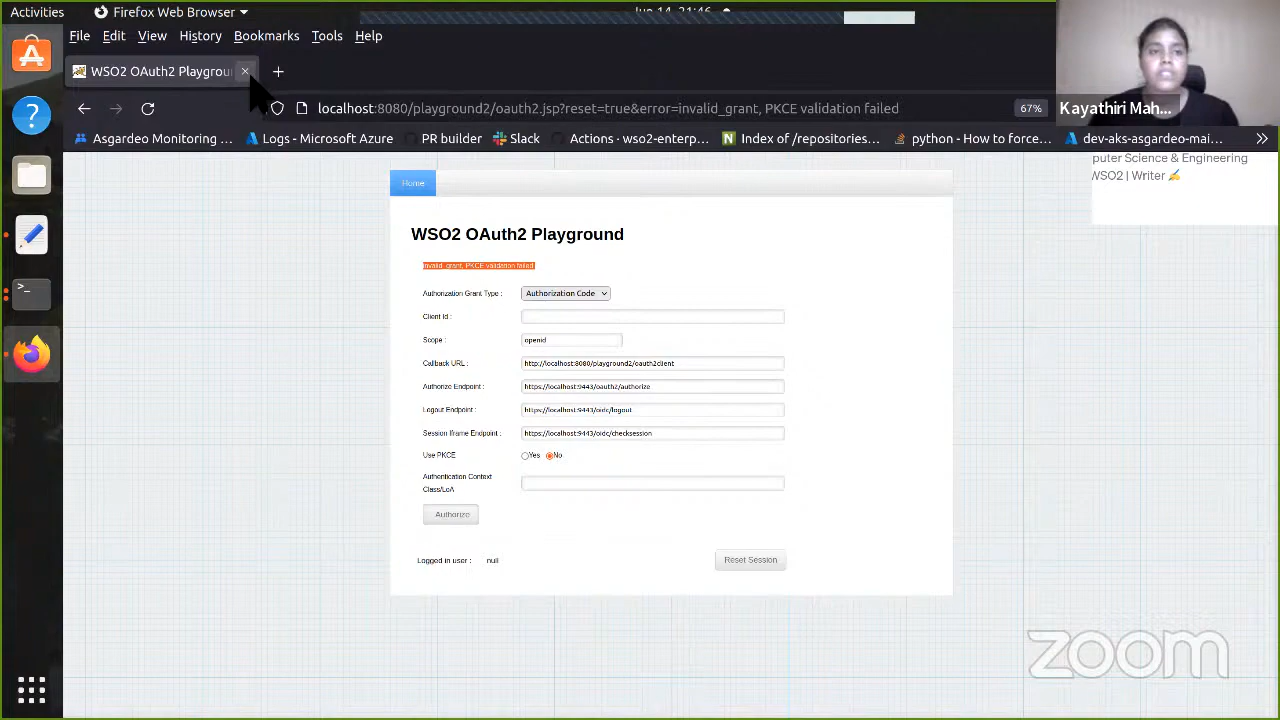 Activities
Firefox Web Browser
Jun 14, 21:46
File Edit View History Bookmarks Tools Help
WSO2 OAuth2 Playgrou
localhost:8080/playground2/oauth2.jsp?reset=true&error=invalid_grant, PKCE validation failed
67%
Kayathiri Mah...
Asgardeo Monitoring ...
Logs - Microsoft Azure
PR builder
Slack
Actions · wso2-enterp...
Index of /repositories...
python - How to force...
dev-aks-asgardeo-mai...
puter Science & Engineering
WSO2 | Writer ✍
Home
WSO2 OAuth2 Playground
invalid_grant, PKCE validation failed
Authorization Grant Type : Authorization Code
Client Id :
Scope : openid
Callback URL : http://localhost:8080/playground2/oauth2client
Authorize Endpoint : https://localhost:9443/oauth2/authorize
Logout Endpoint : https://localhost:9443/oidc/logout
Session Iframe Endpoint : https://localhost:9443/oidc/checksession
Use PKCE Yes No
Authentication Context
Class/LoA
Authorize
Logged in user : null
Reset Session
zoom